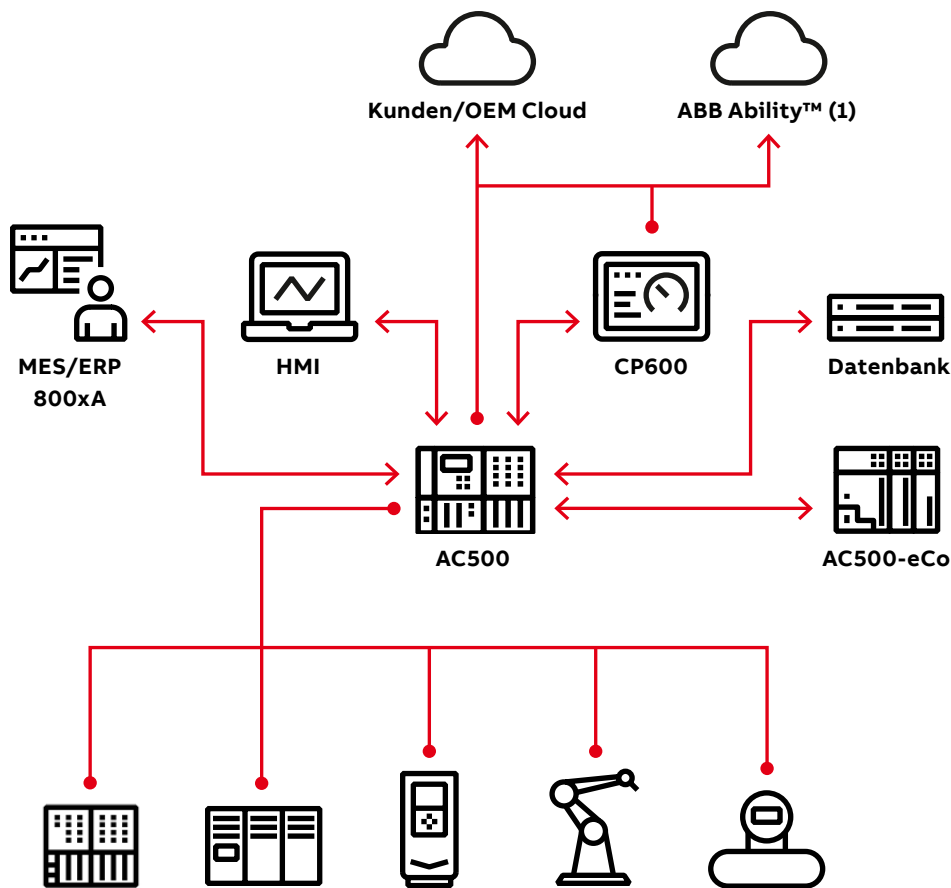 Kunden/OEM Cloud
ABB Ability™ (1)
MES/ERP
800xA
HMI
CP600
Datenbank
AC500
AC500-eCo